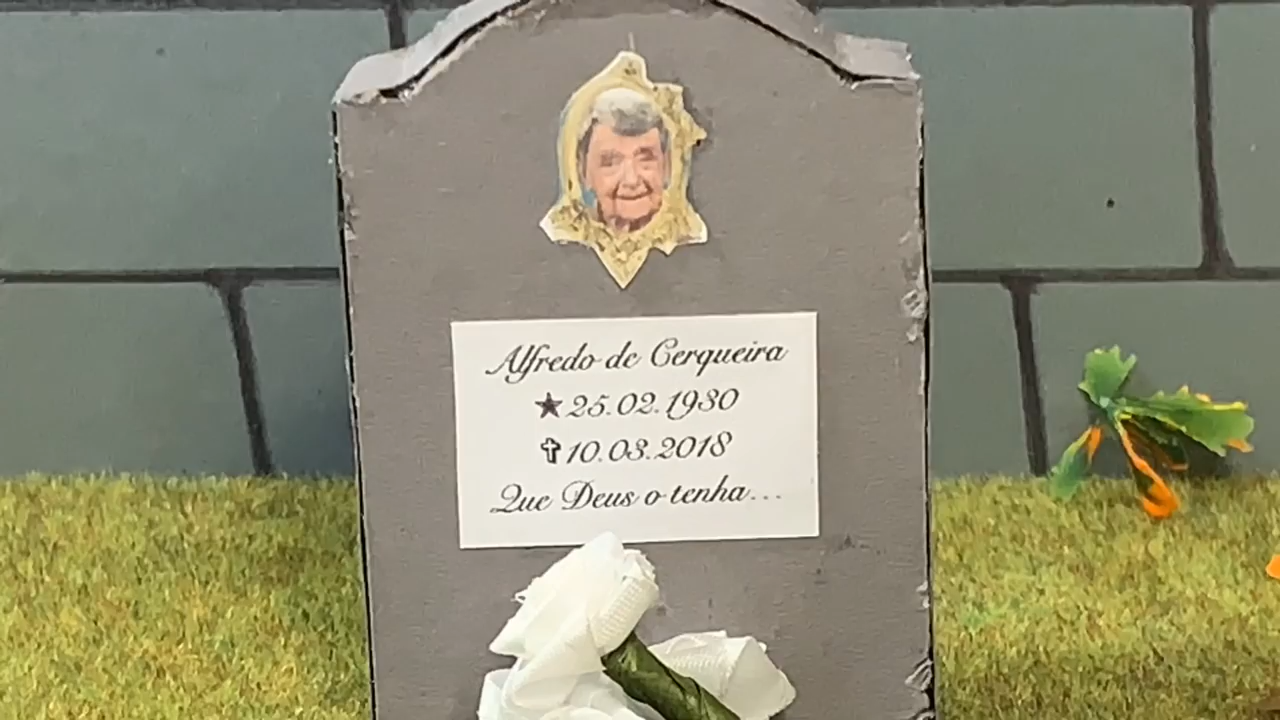 Alfredo de Cerqueira
★25.02.1930
✞10.03.2018
Que Deus o tenha...